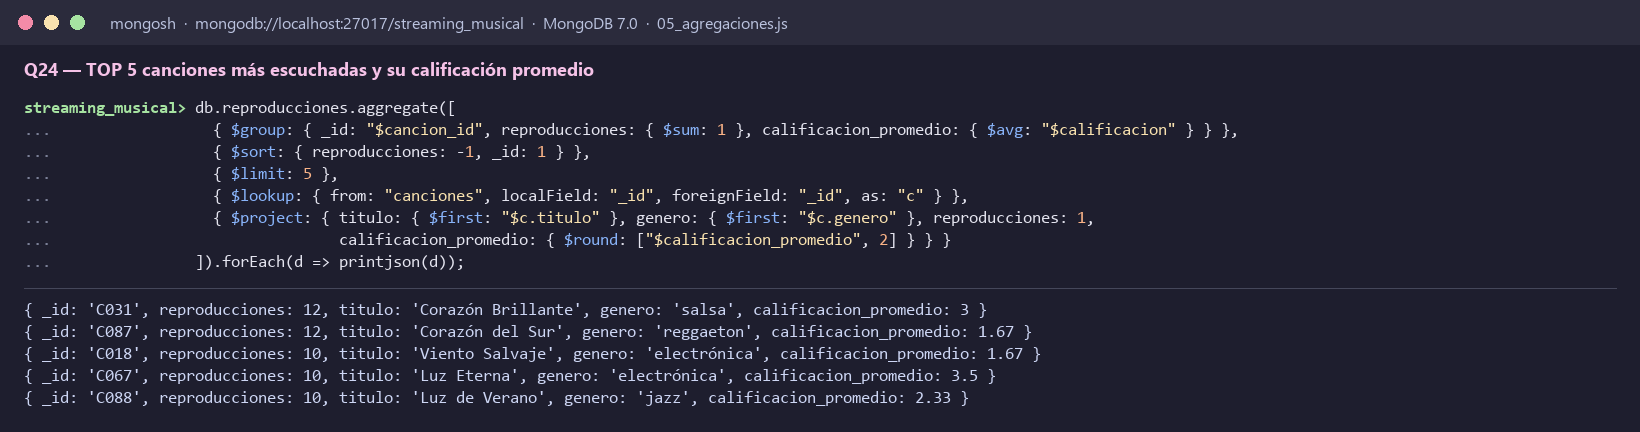 mongosh · mongodb://localhost:27017/streaming_musical · MongoDB 7.0 · 05_agregaciones.js
Q24 — TOP 5 canciones más escuchadas y su calificación promedio
streaming_musical> db.reproducciones.aggregate([
... { $group: { _id: "$cancion_id", reproducciones: { $sum: 1 }, calificacion_promedio: { $avg: "$calificacion" } } },
... { $sort: { reproducciones: -1, _id: 1 } },
... { $limit: 5 },
... { $lookup: { from: "canciones", localField: "_id", foreignField: "_id", as: "c" } },
... { $project: { titulo: { $first: "$c.titulo" }, genero: { $first: "$c.genero" }, reproducciones: 1,
... calificacion_promedio: { $round: ["$calificacion_promedio", 2] } } }
... ]).forEach(d => printjson(d));
{ _id: 'C031', reproducciones: 12, titulo: 'Corazón Brillante', genero: 'salsa', calificacion_promedio: 3 }
{ _id: 'C087', reproducciones: 12, titulo: 'Corazón del Sur', genero: 'reggaeton', calificacion_promedio: 1.67 }
{ _id: 'C018', reproducciones: 10, titulo: 'Viento Salvaje', genero: 'electrónica', calificacion_promedio: 1.67 }
{ _id: 'C067', reproducciones: 10, titulo: 'Luz Eterna', genero: 'electrónica', calificacion_promedio: 3.5 }
{ _id: 'C088', reproducciones: 10, titulo: 'Luz de Verano', genero: 'jazz', calificacion_promedio: 2.33 }